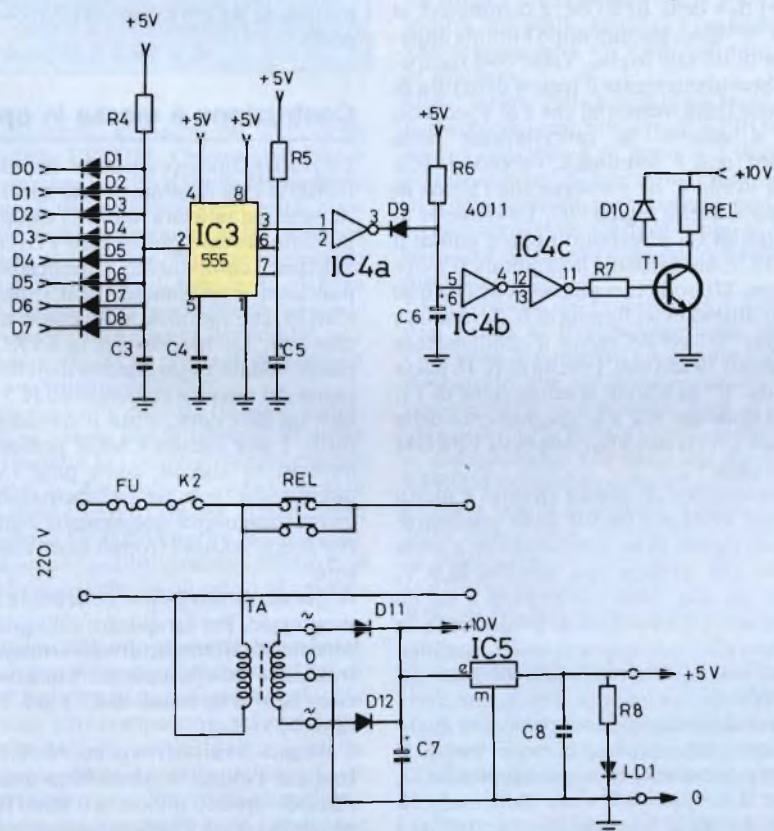 +5V
+5V
+5V
+5V
+5V
+10V
R4
R5
R6
4011
D10
REL
D0
D1
D2
D3
D4
D5
D6
D7
D1
D2
D3
D4
D5
D6
D7
D8
4
8
2
3
6
7
5
1
IC3
555
2
3
D9
IC4a
IC4c
T1
5
6
4
12
13
11
R7
IC4b
C3
C4
C5
C6
FU
K2
REL
220~
TA
~
D11
+10V
IC5
e
m
+5V
D12
C7
C8
R8
LD1
0